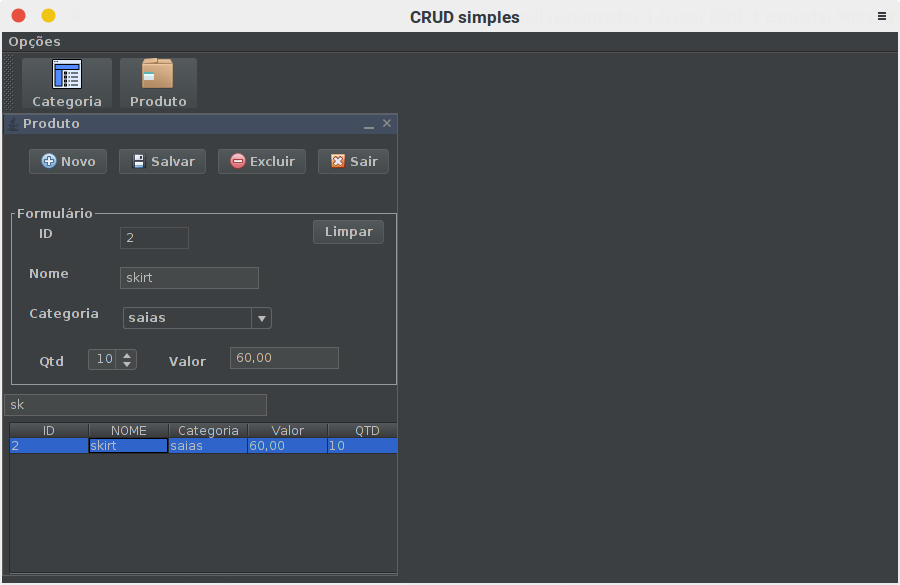 CRUD simples
Opções
Categoria Produto
Produto
Novo Salvar Excluir Sair
Formulário
ID 2 Limpar
Nome skirt
Categoria saias
Qtd 10 Valor 60,00
sk
ID NOME Categoria Valor QTD
2 skirt saias 60,00 10